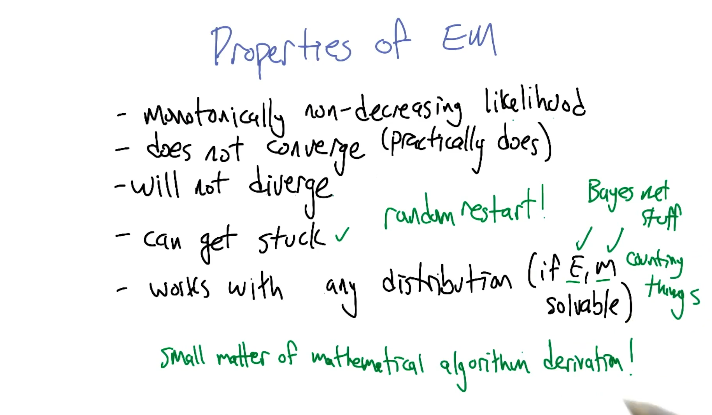 Properties of EM
- monotonically non-decreasing likelihood
- does not converge (practically does)
- will not diverge
random restart!
Bayes net
stuff
- can get stuck ✓
- works with any distribution (if E, M
solvable)
counting
things
small matter of mathematical algorithm derivation!